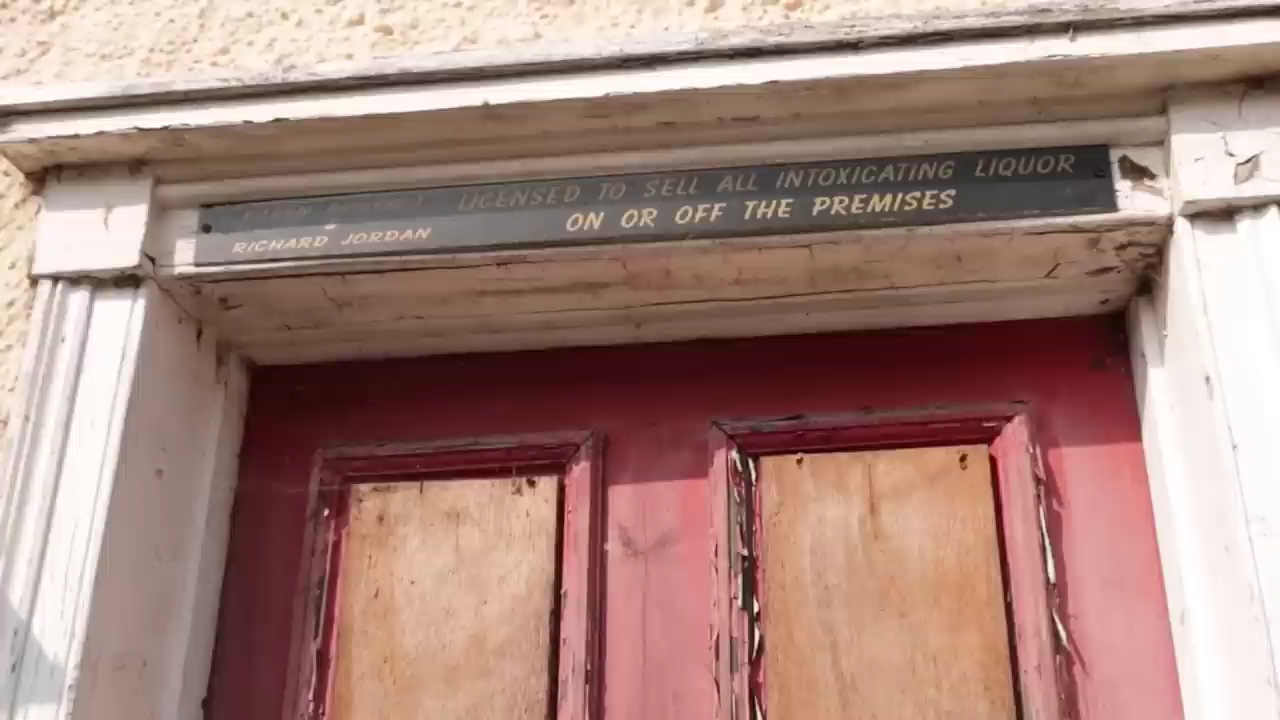 LICENSED TO SELL ALL INTOXICATING LIQUOR
RICHARD JORDAN ON OR OFF THE PREMISES